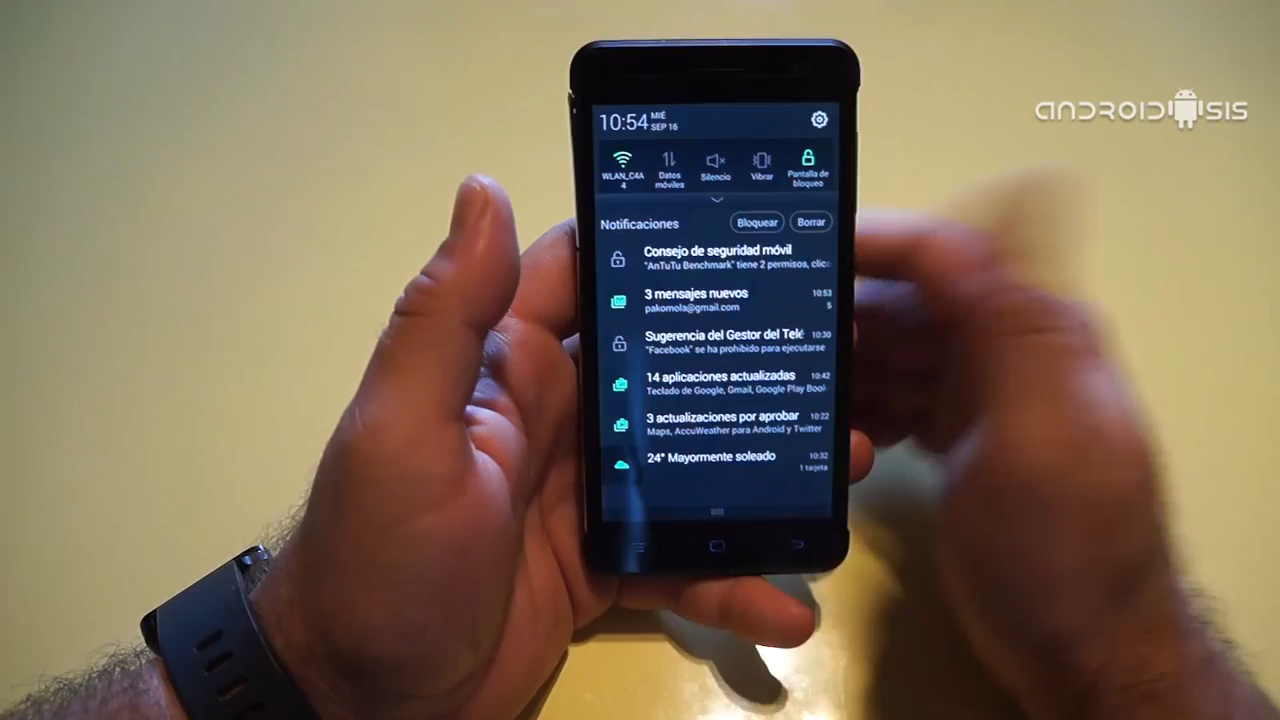 ANDROIDSIS
10:54 MIÉ
SEP 16
WLAN_C4A
4
Datos
móviles
Silencio
Vibrar
Pantalla de
bloqueo
Notificaciones
Bloquear
Borrar
Consejo de seguridad móvil
"AnTuTu Benchmark" tiene 2 permisos, clic
3 mensajes nuevos 10:53
pakomola@gmail.com 5
Sugerencia del Gestor del Telé 10:30
"Facebook" se ha prohibido para ejecutarse
14 aplicaciones actualizadas 10:42
Teclado de Google, Gmail, Google Play Boo
3 actualizaciones por aprobar 10:22
Maps, AccuWeather para Android y Twitter
24° Mayormente soleado 10:32
1 tarjeta